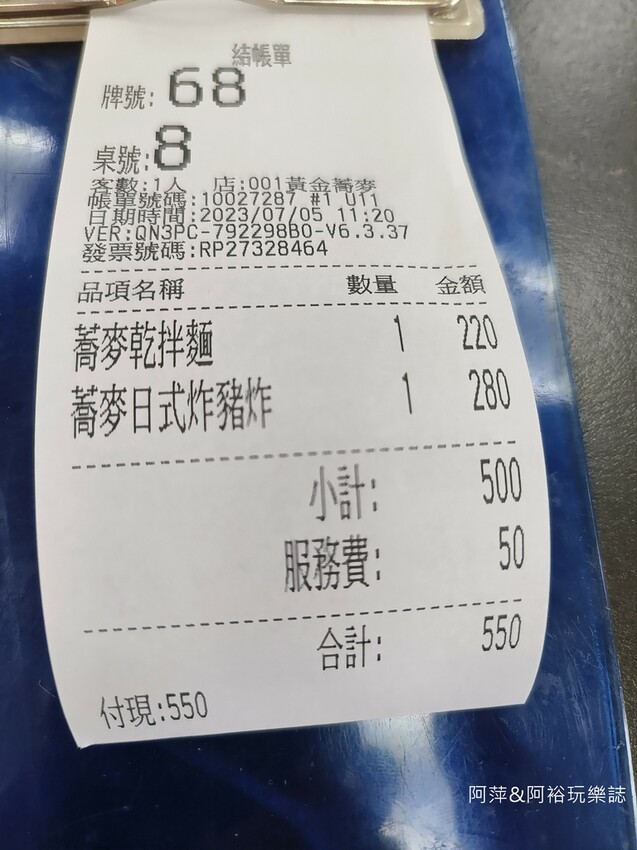 結帳單
牌號: 68
桌號:8
客數:1人 店:001黃金蕎麥
帳單號碼:10027287 #1 U11
日期時間:2023/07/05 11:20
VER:QN3PC-792298B0-V6.3.37
發票號碼:RP27328464
品項名稱 數量 金額
蕎麥乾拌麵 1 220
蕎麥日式炸豬炸 1 280
小計: 500
服務費: 50
合計: 550
付現:550
阿萍&阿裕玩樂誌